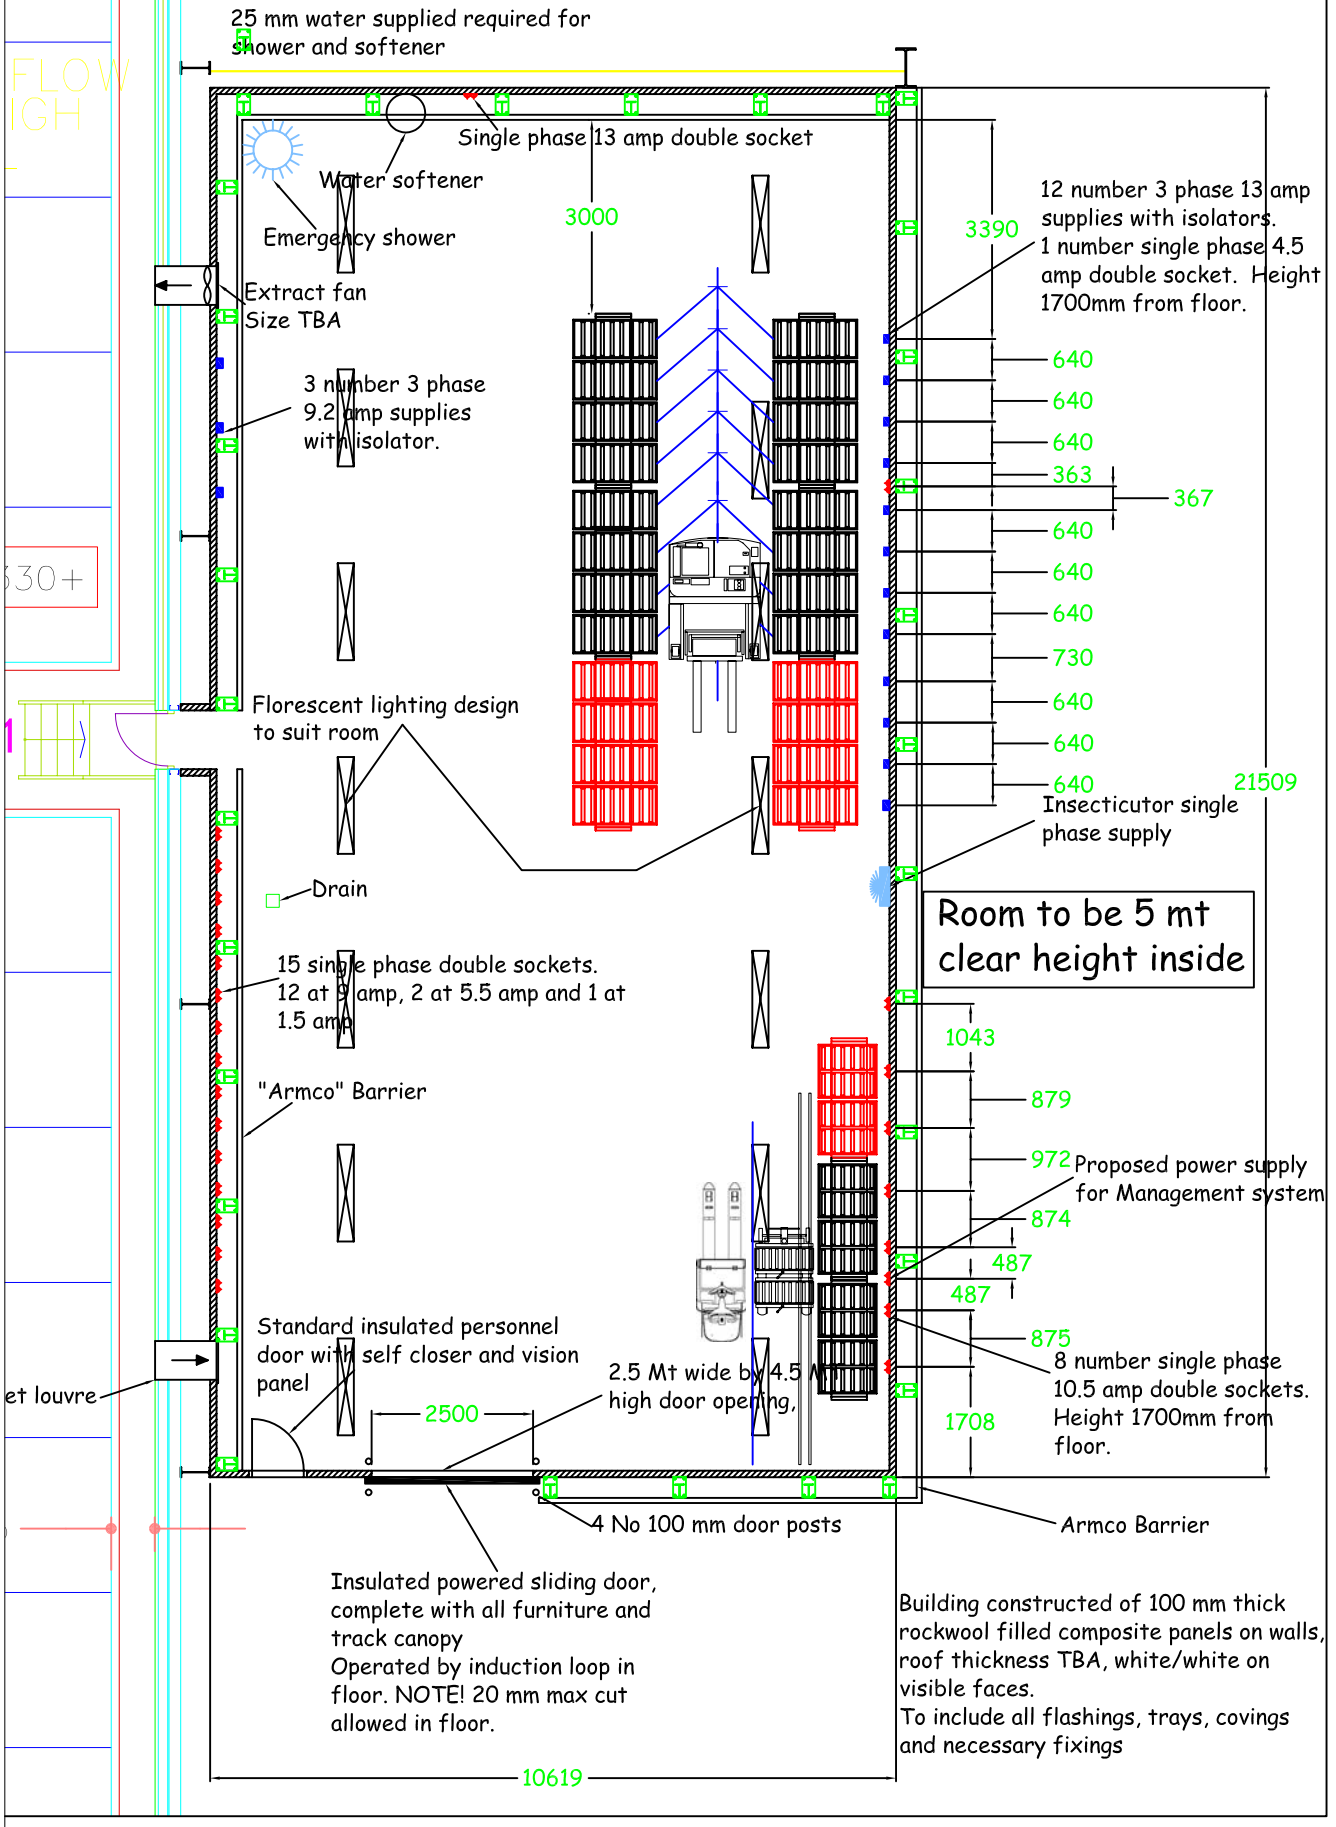 25 mm water supplied required for
shower and softener
FLOW
IGH
Single phase 13 amp double socket
Water softener
3000
Emergency shower
3390
12 number 3 phase 13 amp
supplies with isolators.
1 number single phase 4.5
amp double socket. Height
1700mm from floor.
Extract fan
Size TBA
3 number 3 phase
9.2 amp supplies
with isolator.
640
640
640
363
367
640
640
640
730
640
640
640
330+
1
Florescent lighting design
to suit room
21509
Insecticutor single
phase supply
Drain
Room to be 5 mt
clear height inside
15 single phase double sockets.
12 at 9 amp, 2 at 5.5 amp and 1 at
1.5 amp
1043
"Armco" Barrier
879
972
Proposed power supply
for Management system
874
487
487
875
Standard insulated personnel
door with self closer and vision
panel
et louvre
2.5 Mt wide by 4.5 MT
high door opening,
2500
8 number single phase
10.5 amp double sockets.
Height 1700mm from
floor.
1708
4 No 100 mm door posts
Armco Barrier
Insulated powered sliding door,
complete with all furniture and
track canopy
Operated by induction loop in
floor. NOTE! 20 mm max cut
allowed in floor.
Building constructed of 100 mm thick
rockwool filled composite panels on walls,
roof thickness TBA, white/white on
visible faces.
To include all flashings, trays, covings
and necessary fixings
10619